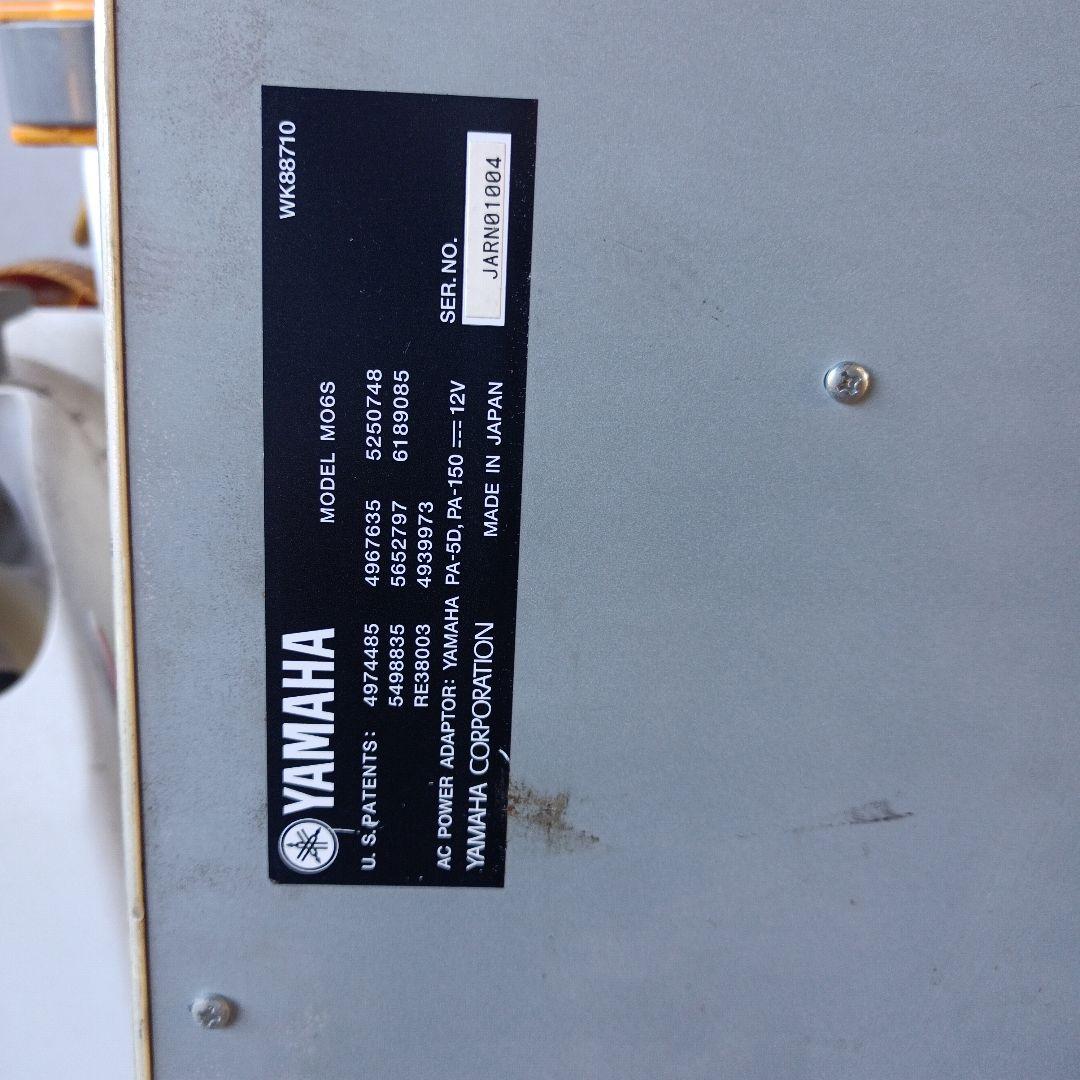 YAMAHA
MODEL MO6S
WK88710
U. S. PATENTS: 4974485 4967635 5250748
5498835 5652797 6189085
RE38003 4939973
AC POWER ADAPTOR: YAMAHA PA-5D, PA-150 ⎓ 12V
SER. NO.
YAMAHA CORPORATION MADE IN JAPAN
JARN01004